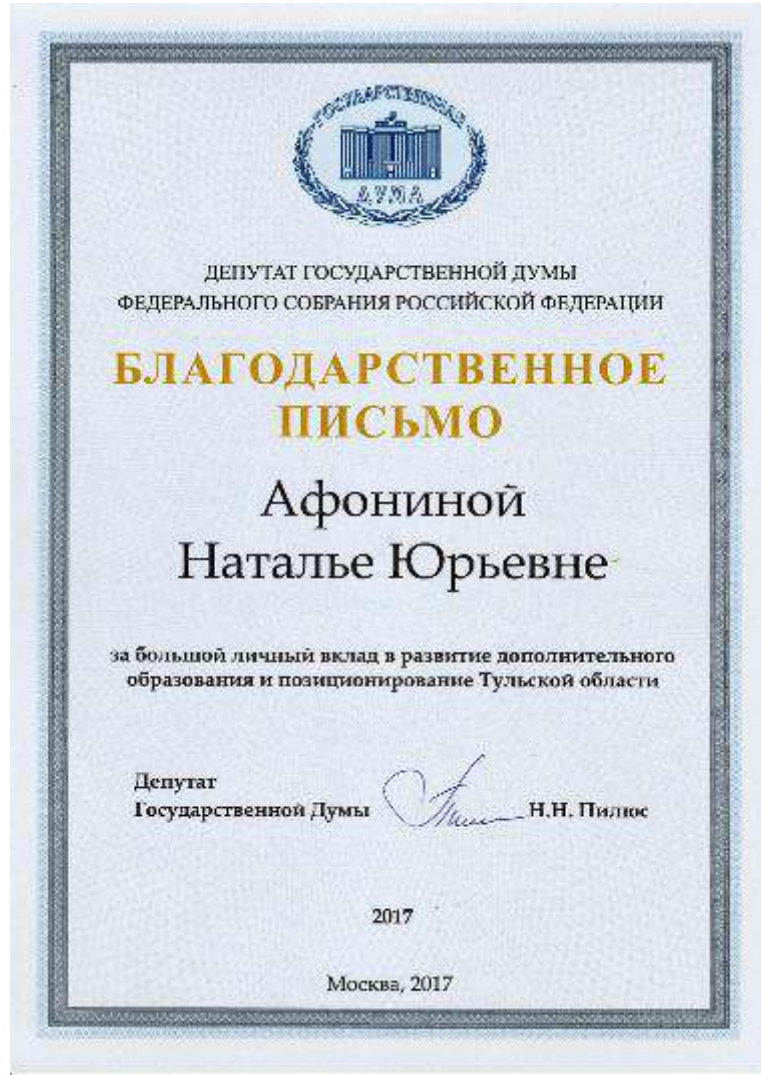 ГОСУДАРСТВЕННАЯ
ДУМА
ДЕПУТАТ ГОСУДАРСТВЕННОЙ ДУМЫ
ФЕДЕРАЛЬНОГО СОБРАНИЯ РОССИЙСКОЙ ФЕДЕРАЦИИ
БЛАГОДАРСТВЕННОЕ
ПИСЬМО
Афониной
Наталье Юрьевне
за большой личный вклад в развитие дополнительного
образования и позиционирование Тульской области
Депутат
Государственной Думы Н.Н. Пилюс
2017
Москва, 2017